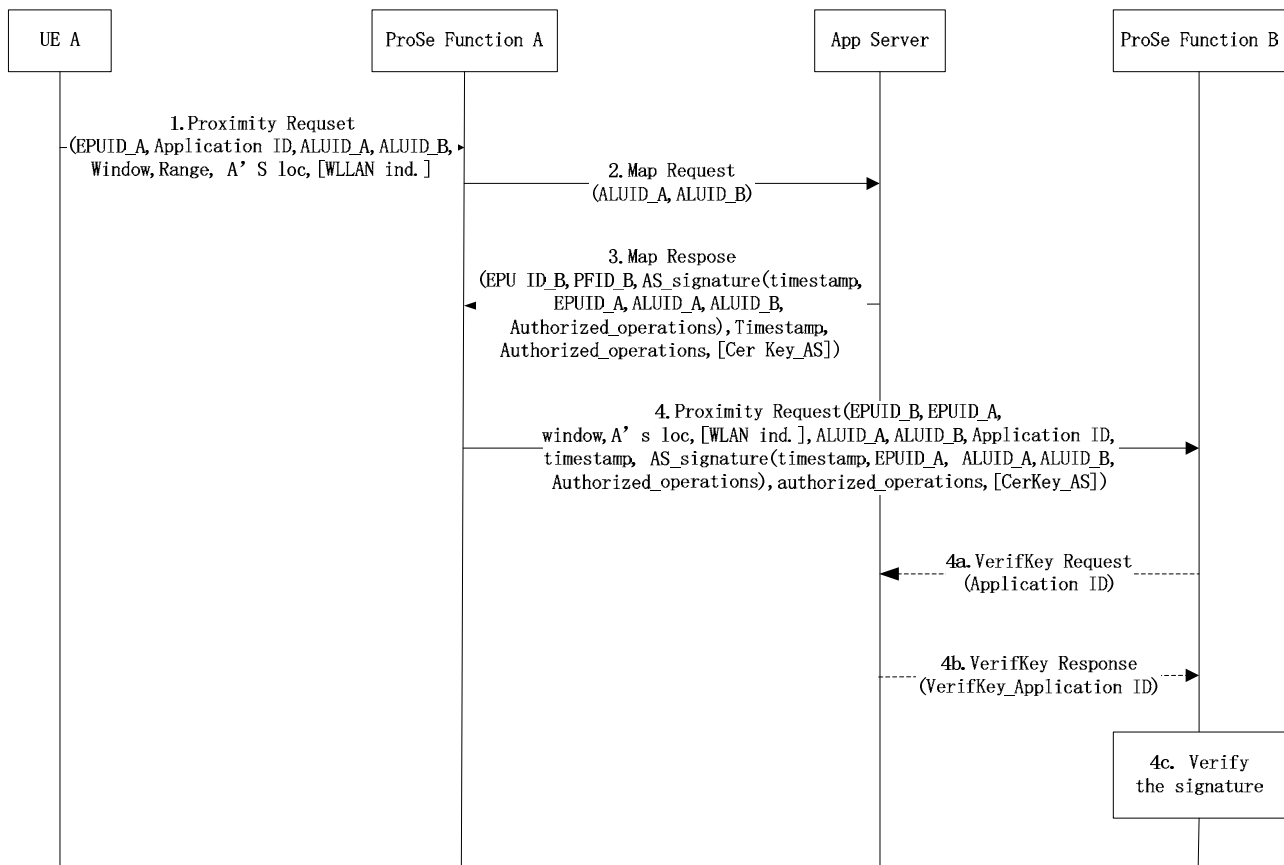 UE A
ProSe Function A
App Server
ProSe Function B
1.Proximity Requset
(EPUID_A,Application ID,ALUID_A,ALUID_B,
Window,Range, A’S loc,[WLLAN ind.]
2.Map Request
(ALUID_A,ALUID_B)
3.Map Respose
(EPU ID_B,PFID_B,AS_signature(timestamp,
EPUID_A,ALUID_A,ALUID_B,
Authorized_operations),Timestamp,
Authorized_operations,[Cer Key_AS])
4.Proximity Request(EPUID_B,EPUID_A,
window,A’s loc,[WLAN ind.],ALUID_A,ALUID_B,Application ID,
timestamp, AS_signature(timestamp,EPUID_A, ALUID_A,ALUID_B,
Authorized_operations),authorized_operations,[CerKey_AS])
4a.VerifKey Request
(Application ID)
4b.VerifKey Response
(VerifKey_Application ID)
4c. Verify
the signature